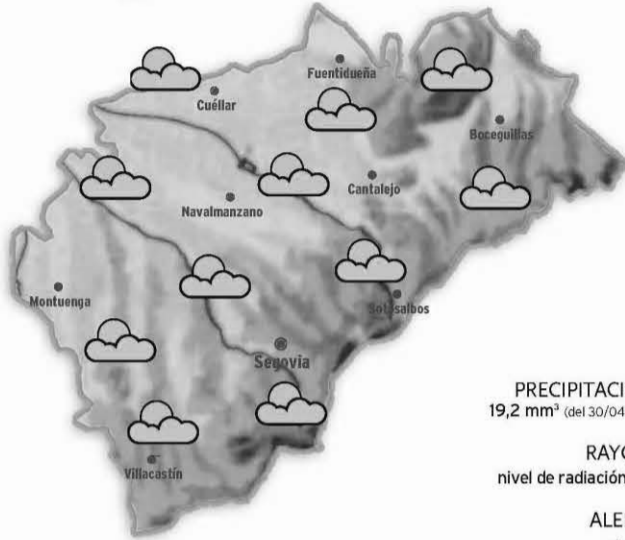 Fuentidueña
Cuéllar
Boceguillas
Cantalejo
Navalmanzano
Montuenga
Sotosalbos
Segovia
Villacastín
PRECIPITACI
19,2 mm³ (del 30/04
RAYO
nivel de radiación
ALE